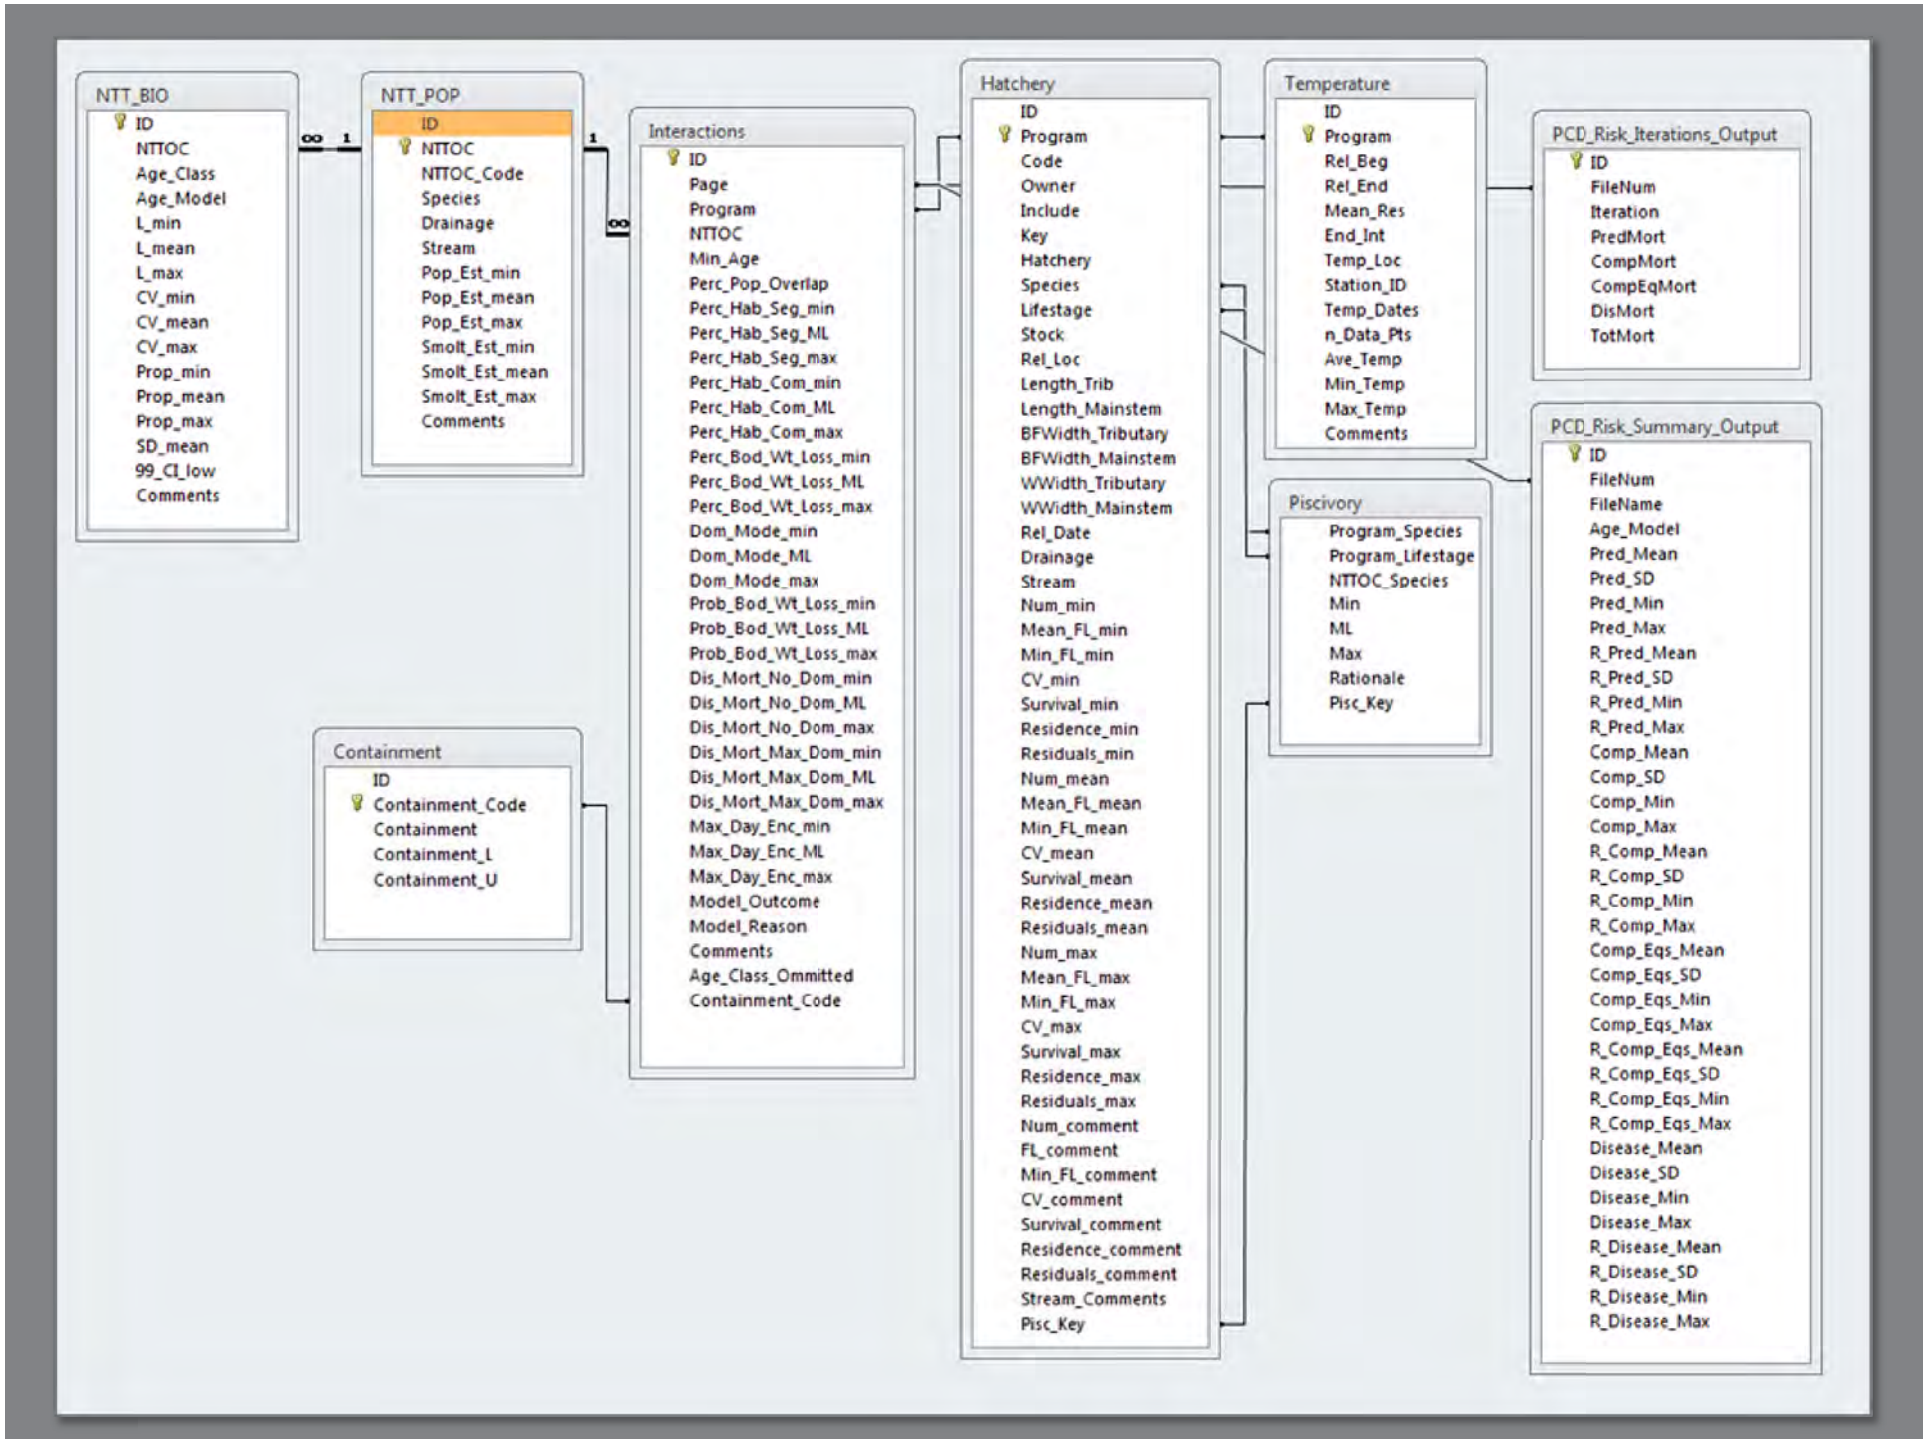 NTT_BIO
ID
NTTOC
Age_Class
Age_Model
L_min
L_mean
L_max
CV_min
CV_mean
CV_max
Prop_min
Prop_mean
Prop_max
SD_mean
99_CI_low
Comments
∞ 1
NTT_POP
ID
NTTOC
NTTOC_Code
Species
Drainage
Stream
Pop_Est_min
Pop_Est_mean
Pop_Est_max
Smolt_Est_min
Smolt_Est_mean
Smolt_Est_max
Comments
1
∞
Containment
ID
Containment_Code
Containment
Containment_L
Containment_U
Interactions
ID
Page
Program
NTTOC
Min_Age
Perc_Pop_Overlap
Perc_Hab_Seg_min
Perc_Hab_Seg_ML
Perc_Hab_Seg_max
Perc_Hab_Com_min
Perc_Hab_Com_ML
Perc_Hab_Com_max
Perc_Bod_Wt_Loss_min
Perc_Bod_Wt_Loss_ML
Perc_Bod_Wt_Loss_max
Dom_Mode_min
Dom_Mode_ML
Dom_Mode_max
Prob_Bod_Wt_Loss_min
Prob_Bod_Wt_Loss_ML
Prob_Bod_Wt_Loss_max
Dis_Mort_No_Dom_min
Dis_Mort_No_Dom_ML
Dis_Mort_No_Dom_max
Dis_Mort_Max_Dom_min
Dis_Mort_Max_Dom_ML
Dis_Mort_Max_Dom_max
Max_Day_Enc_min
Max_Day_Enc_ML
Max_Day_Enc_max
Model_Outcome
Model_Reason
Comments
Age_Class_Ommitted
Containment_Code
Hatchery
ID
Program
Code
Owner
Include
Key
Hatchery
Species
Lifestage
Stock
Rel_Loc
Length_Trib
Length_Mainstem
BFWidth_Tributary
BFWidth_Mainstem
WWidth_Tributary
WWidth_Mainstem
Rel_Date
Drainage
Stream
Num_min
Mean_FL_min
Min_FL_min
CV_min
Survival_min
Residence_min
Residuals_min
Num_mean
Mean_FL_mean
Min_FL_mean
CV_mean
Survival_mean
Residence_mean
Residuals_mean
Num_max
Mean_FL_max
Min_FL_max
CV_max
Survival_max
Residence_max
Residuals_max
Num_comment
FL_comment
Min_FL_comment
CV_comment
Survival_comment
Residence_comment
Residuals_comment
Stream_Comments
Pisc_Key
Temperature
ID
Program
Rel_Beg
Rel_End
Mean_Res
End_Int
Temp_Loc
Station_ID
Temp_Dates
n_Data_Pts
Ave_Temp
Min_Temp
Max_Temp
Comments
Piscivory
Program_Species
Program_Lifestage
NTTOC_Species
Min
ML
Max
Rationale
Pisc_Key
PCD_Risk_Iterations_Output
ID
FileNum
Iteration
PredMort
CompMort
CompEqMort
DisMort
TotMort
PCD_Risk_Summary_Output
ID
FileNum
FileName
Age_Model
Pred_Mean
Pred_SD
Pred_Min
Pred_Max
R_Pred_Mean
R_Pred_SD
R_Pred_Min
R_Pred_Max
Comp_Mean
Comp_SD
Comp_Min
Comp_Max
R_Comp_Mean
R_Comp_SD
R_Comp_Min
R_Comp_Max
Comp_Eqs_Mean
Comp_Eqs_SD
Comp_Eqs_Min
Comp_Eqs_Max
R_Comp_Eqs_Mean
R_Comp_Eqs_SD
R_Comp_Eqs_Min
R_Comp_Eqs_Max
Disease_Mean
Disease_SD
Disease_Min
Disease_Max
R_Disease_Mean
R_Disease_SD
R_Disease_Min
R_Disease_Max